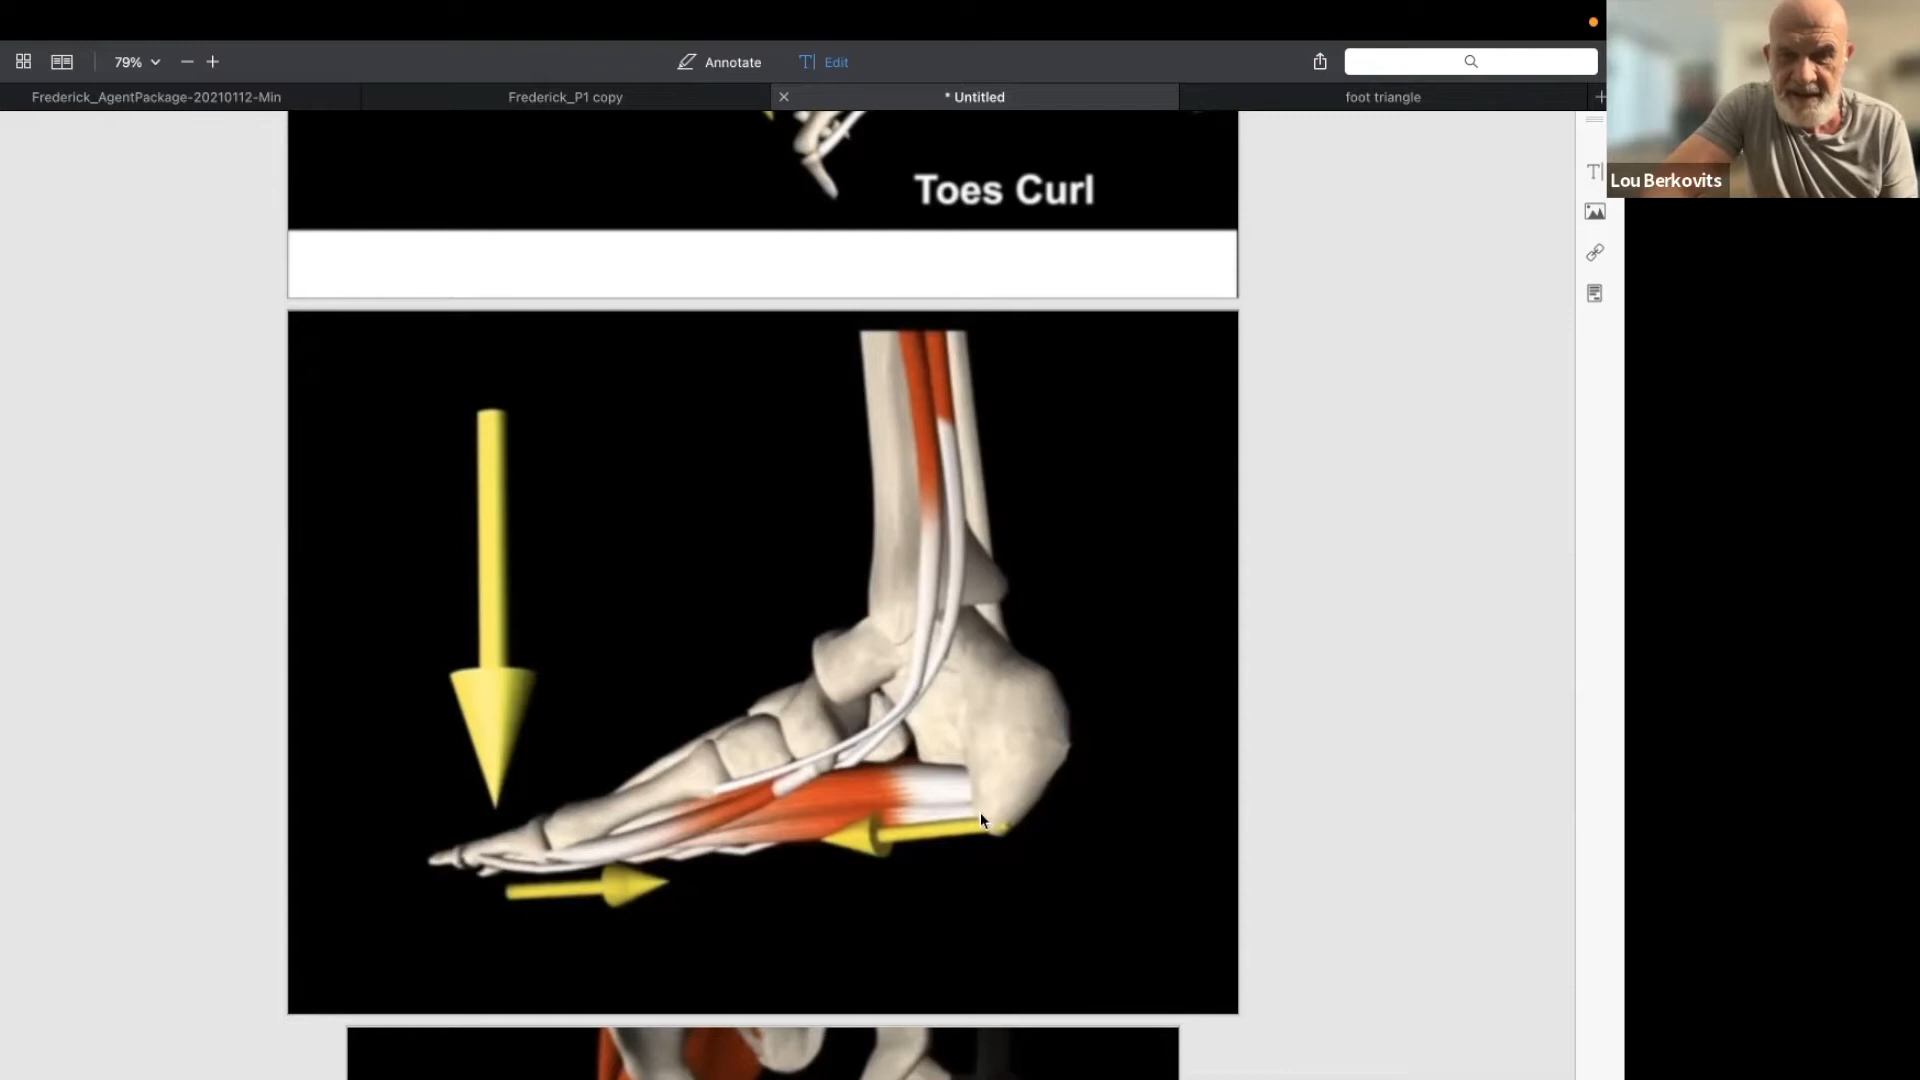 79%
Annotate
Edit
Frederick_AgentPackage-20210112-Min
Frederick_P1 copy
* Untitled
foot triangle
Lou Berkovits
Toes Curl